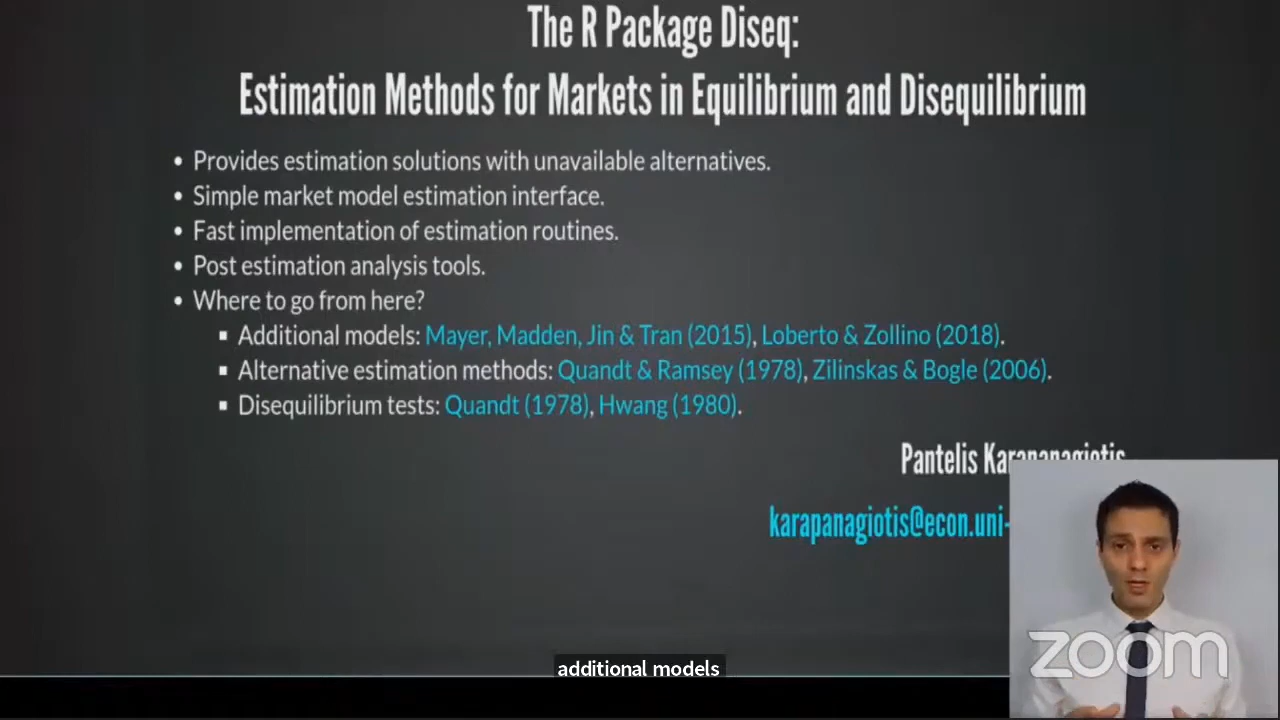 The R Package Diseq:
Estimation Methods for Markets in Equilibrium and Disequilibrium
• Provides estimation solutions with unavailable alternatives.
• Simple market model estimation interface.
• Fast implementation of estimation routines.
• Post estimation analysis tools.
• Where to go from here?
▪ Additional models: Mayer, Madden, Jin & Tran (2015), Loberto & Zollino (2018).
▪ Alternative estimation methods: Quandt & Ramsey (1978), Zilinskas & Bogle (2006).
▪ Disequilibrium tests: Quandt (1978), Hwang (1980).
Pantelis Karapanagiotis
karapanagiotis@econ.uni-
zoom
additional models